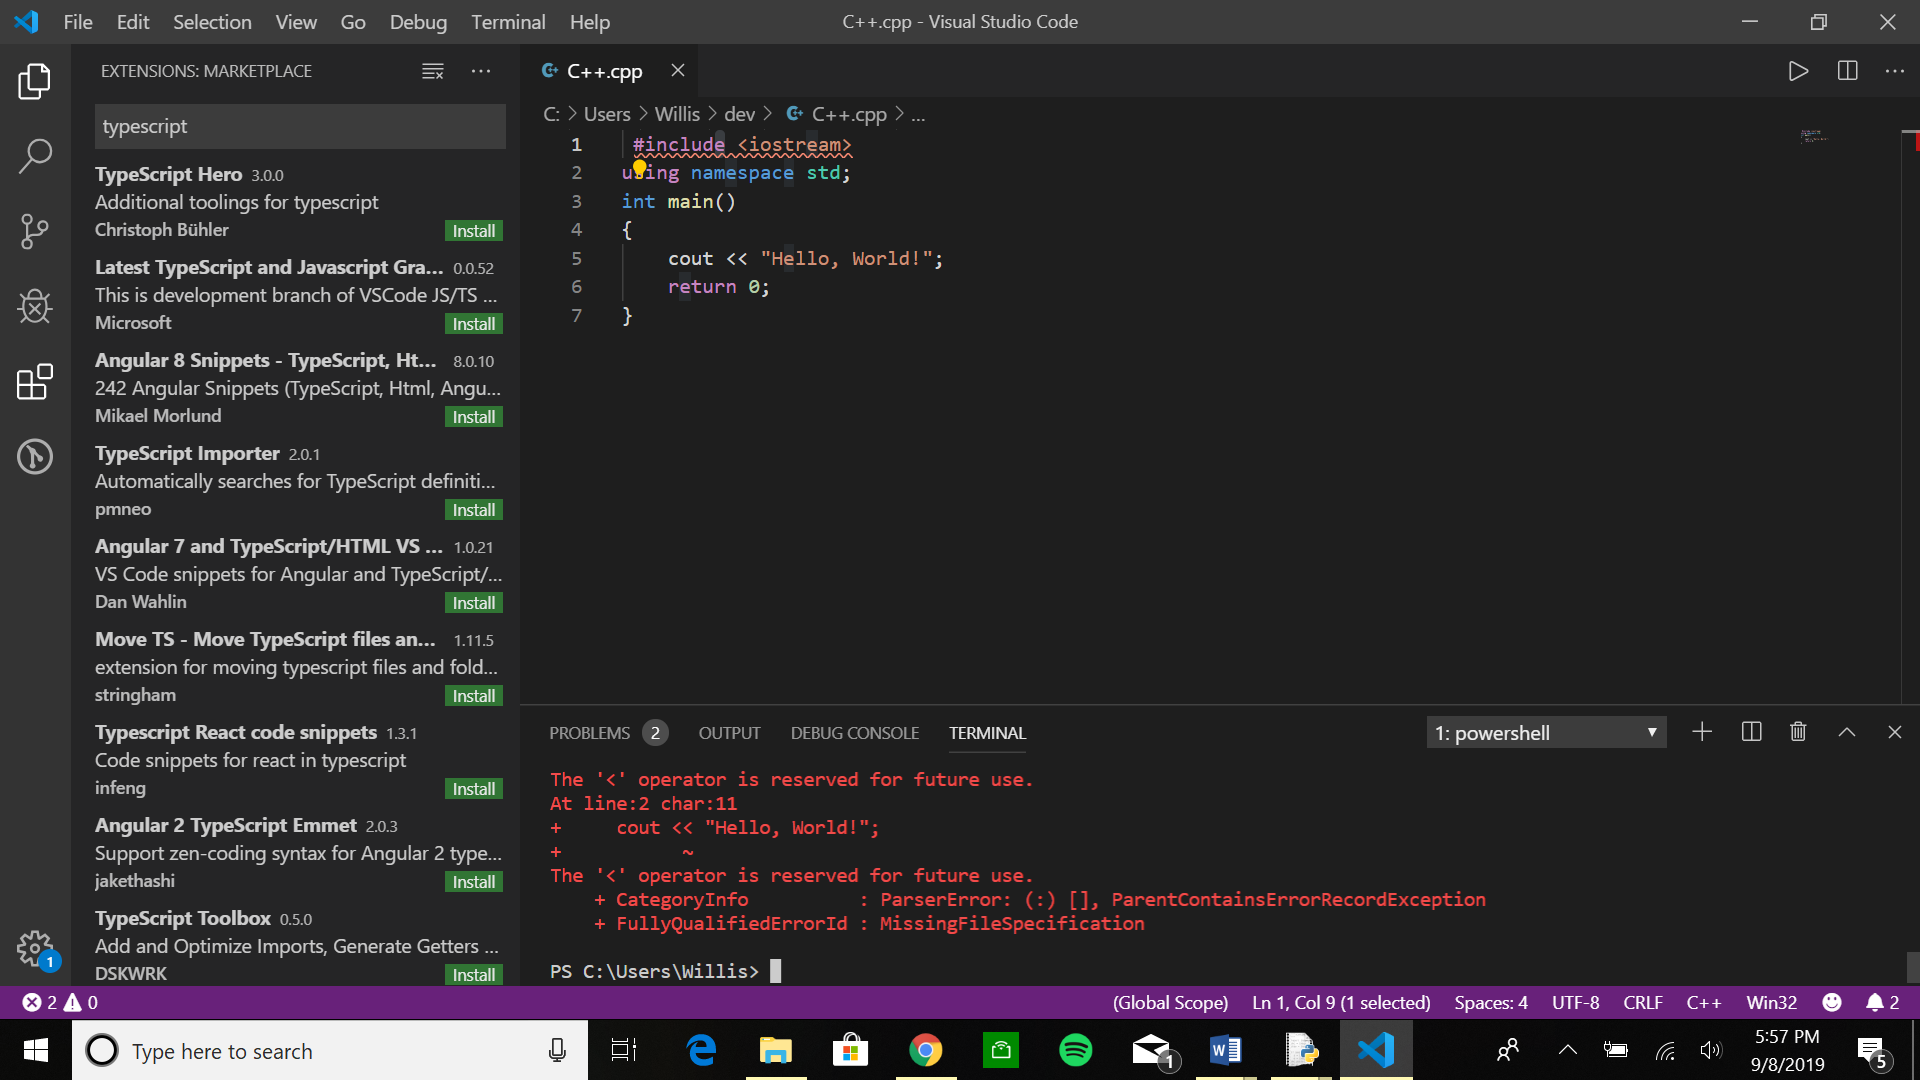 File Edit Selection View Go Debug Terminal Help
C++.cpp - Visual Studio Code
EXTENSIONS: MARKETPLACE
typescript
TypeScript Hero 3.0.0
Additional toolings for typescript
Christoph Bühler Install
Latest TypeScript and Javascript Gra... 0.0.52
This is development branch of VSCode JS/TS ...
Microsoft Install
Angular 8 Snippets - TypeScript, Ht... 8.0.10
242 Angular Snippets (TypeScript, Html, Angu...
Mikael Morlund Install
TypeScript Importer 2.0.1
Automatically searches for TypeScript definiti...
pmneo Install
Angular 7 and TypeScript/HTML VS ... 1.0.21
VS Code snippets for Angular and TypeScript/...
Dan Wahlin Install
Move TS - Move TypeScript files an... 1.11.5
extension for moving typescript files and fold...
stringham Install
Typescript React code snippets 1.3.1
Code snippets for react in typescript
infeng Install
Angular 2 TypeScript Emmet 2.0.3
Support zen-coding syntax for Angular 2 type...
jakethashi Install
TypeScript Toolbox 0.5.0
Add and Optimize Imports, Generate Getters ...
DSKWRK Install
1
C++.cpp
C: > Users > Willis > dev > C++.cpp > ...
1 #include <iostream>
2 using namespace std;
3 int main()
4 {
5 cout << "Hello, World!";
6 return 0;
7 }
PROBLEMS 2 OUTPUT DEBUG CONSOLE TERMINAL
1: powershell
The '<' operator is reserved for future use.
At line:2 char:11
+ cout << "Hello, World!";
+ ~
The '<' operator is reserved for future use.
+ CategoryInfo : ParserError: (:) [], ParentContainsErrorRecordException
+ FullyQualifiedErrorId : MissingFileSpecification
PS C:\Users\Willis>
2 0
(Global Scope) Ln 1, Col 9 (1 selected) Spaces: 4 UTF-8 CRLF C++ Win32 2
Type here to search
1
5:57 PM
9/8/2019
5